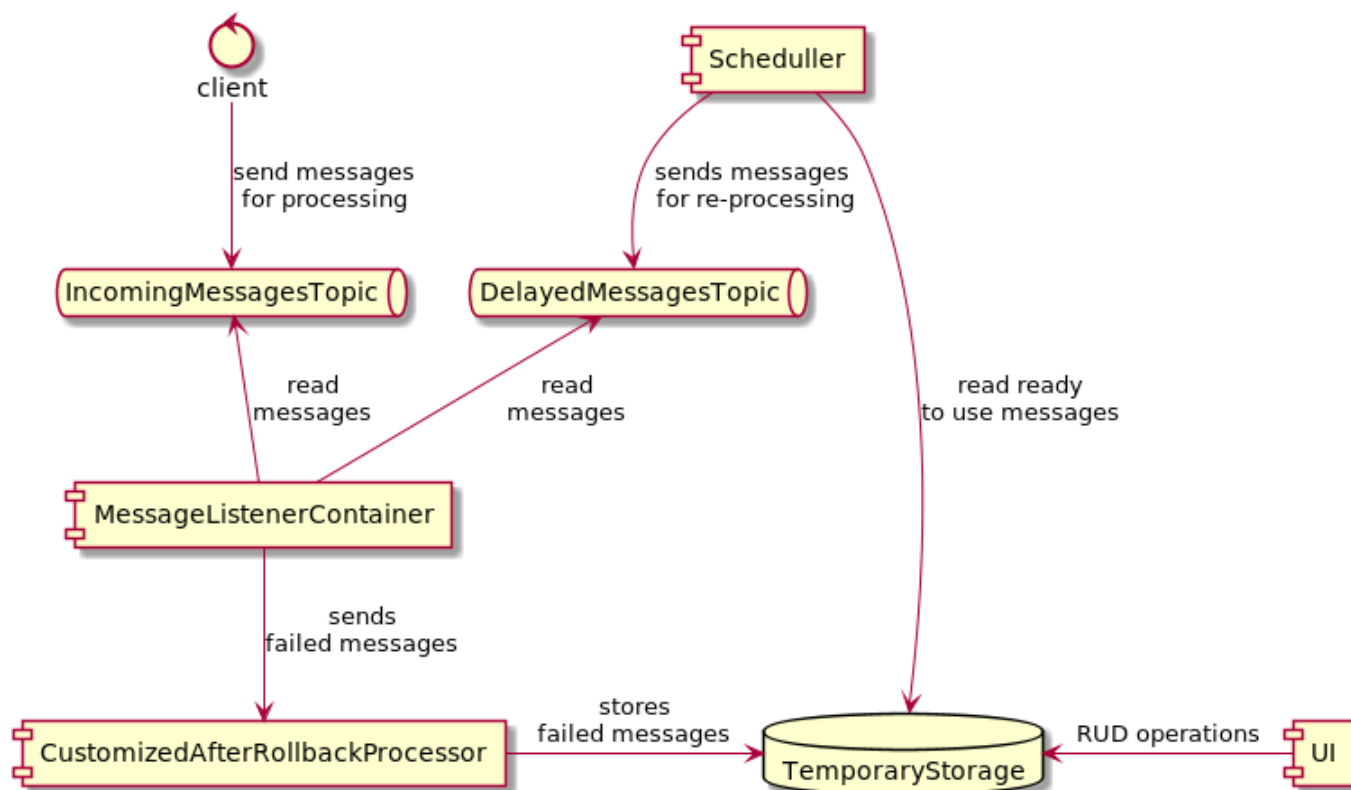 Scheduller
client
send messages
for processing
sends messages
for re-processing
IncomingMessagesTopic
DelayedMessagesTopic
read
messages
read
messages
read ready
to use messages
MessageListenerContainer
sends
failed messages
stores
failed messages
RUD operations
CustomizedAfterRollbackProcessor
TemporaryStorage
UI